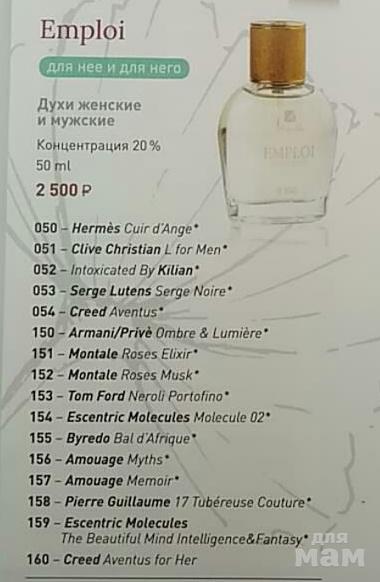 Emploi
для нее и для него
Духи женские
и мужские
Концентрация 20%
50 ml
2 500 ₽
EMPLOI
050 – Hermès Cuir d'Ange*
051 – Clive Christian L for Men*
052 – Intoxicated By Kilian*
053 – Serge Lutens Serge Noire*
054 – Creed Aventus*
150 – Armani/Privè Ombre & Lumière*
151 – Montale Roses Elixir*
152 – Montale Roses Musk*
153 – Tom Ford Neroli Portofino*
154 – Escentric Molecules Molecule 02*
155 – Byredo Bal d'Afrique*
156 – Amouage Myths*
157 – Amouage Memoir*
158 – Pierre Guillaume 17 Tubéreuse Couture*
159 – Escentric Molecules
The Beautiful Mind Intelligence&Fantasy*
160 – Creed Aventus for Her
для
мам